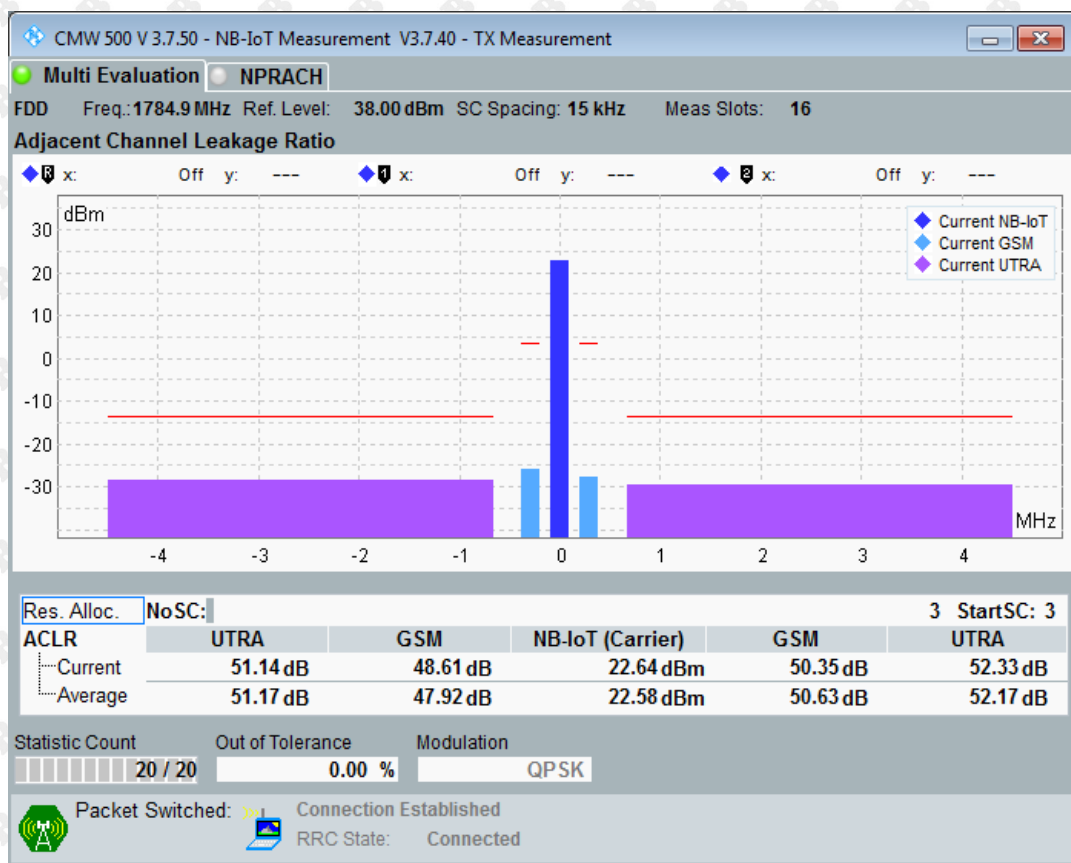 CMW 500 V 3.7.50 - NB-IoT Measurement V3.7.40 - TX Measurement
Multi Evaluation NPRACH
FDD Freq.: 1784.9 MHz Ref. Level: 38.00 dBm SC Spacing: 15 kHz Meas Slots: 16
Adjacent Channel Leakage Ratio
R x: Off y: --- 1 x: Off y: --- 2 x: Off y: ---
dBm
Current NB-IoT
Current GSM
Current UTRA
30
20
10
0
-10
-20
-30
MHz
-4 -3 -2 -1 0 1 2 3 4
Res. Alloc. NoSC: 3 StartSC: 3
ACLR UTRA GSM NB-IoT (Carrier) GSM UTRA
Current 51.14 dB 48.61 dB 22.64 dBm 50.35 dB 52.33 dB
Average 51.17 dB 47.92 dB 22.58 dBm 50.63 dB 52.17 dB
Statistic Count Out of Tolerance Modulation
20 / 20 0.00 % QPSK
Packet Switched: Connection Established
RRC State: Connected